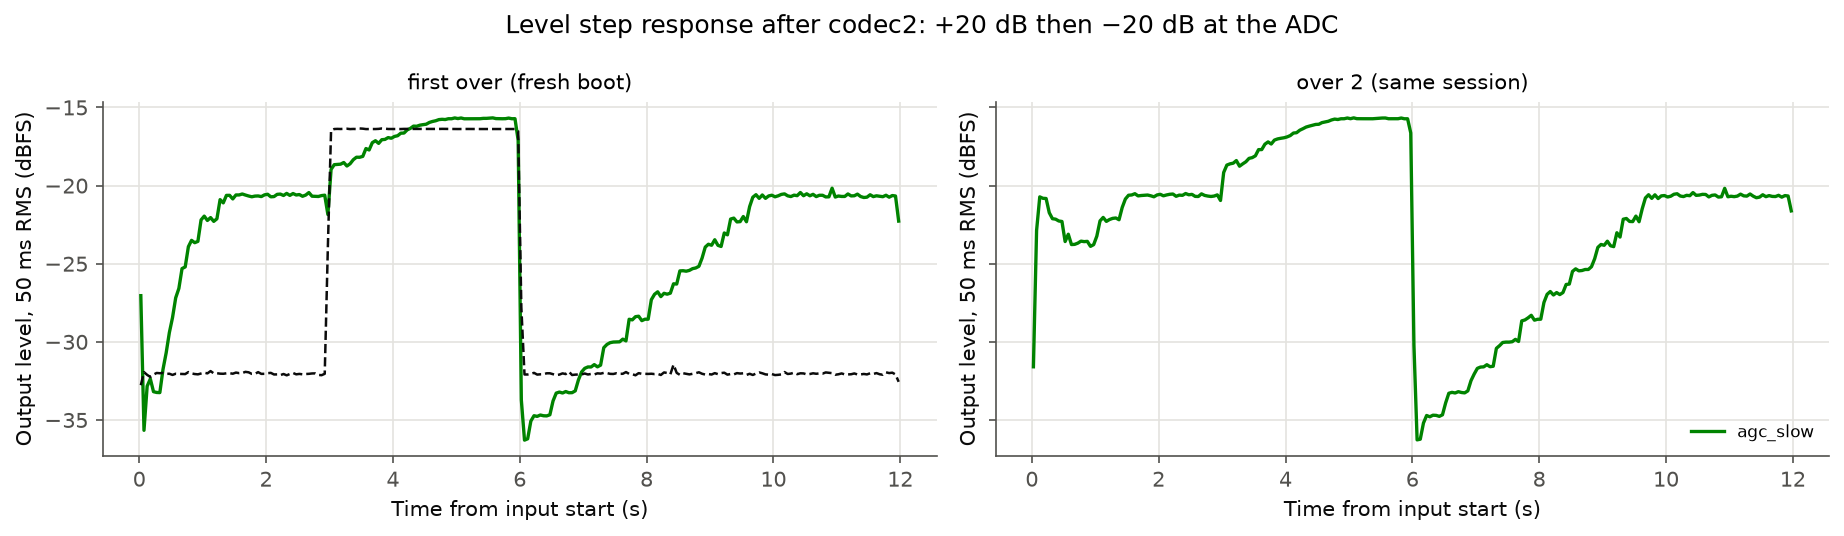 Level step response after codec2: +20 dB then −20 dB at the ADC
first over (fresh boot)
over 2 (same session)
Output level, 50 ms RMS (dBFS)
−15
−20
−25
−30
−35
0 2 4 6 8 10 12
Time from input start (s)
Output level, 50 ms RMS (dBFS)
agc_slow
0 2 4 6 8 10 12
Time from input start (s)